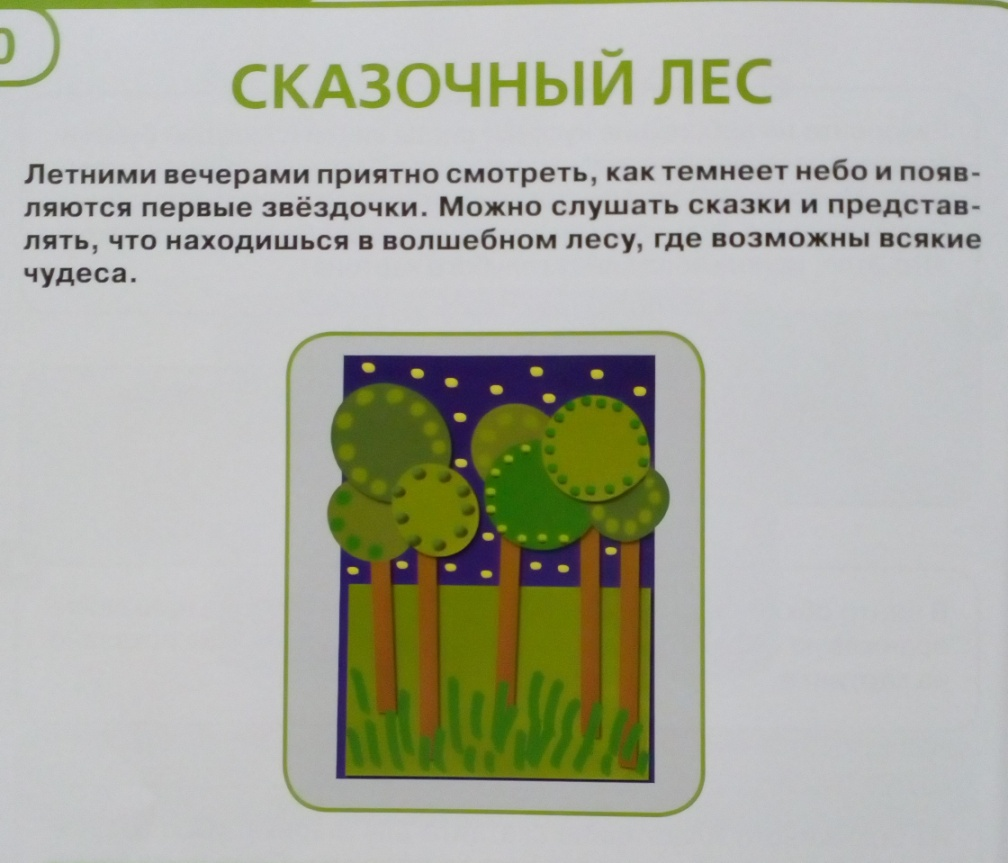 СКАЗОЧНЫЙ ЛЕС
Летними вечерами приятно смотреть, как темнеет небо и появ-
ляются первые звёздочки. Можно слушать сказки и представ-
лять, что находишься в волшебном лесу, где возможны всякие
чудеса.